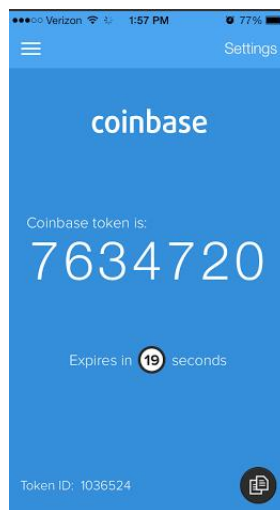 Verizon 1:57 PM 77%
Settings
coinbase
Coinbase token is:
7634720
Expires in 19 seconds
Token ID: 1036524